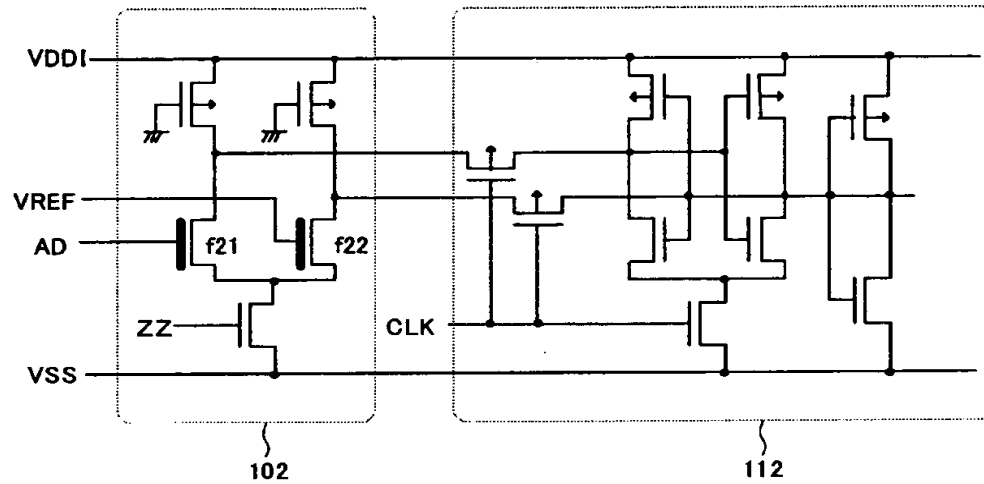 VDDI
VREF
AD
f21
f22
ZZ
CLK
VSS
102
112